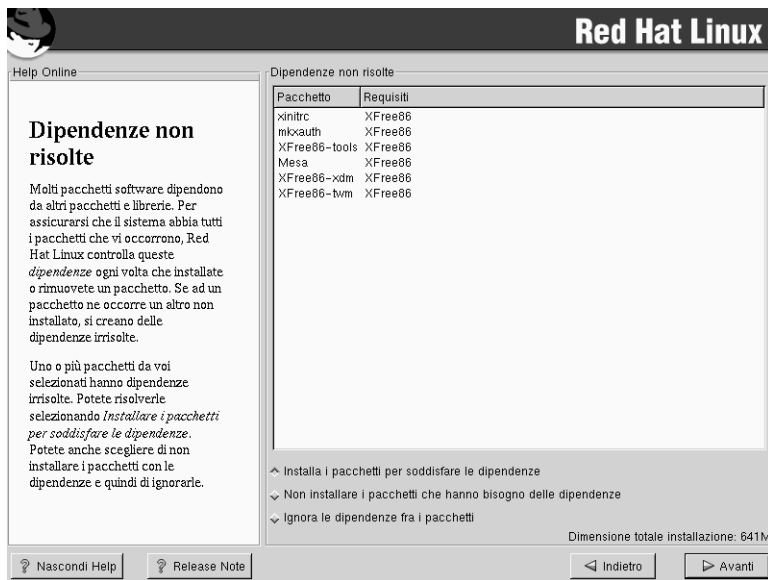 Red Hat Linux
Help Online
Dipendenze non
risolte
Molti pacchetti software dipendono
da altri pacchetti e librerie. Per
assicurarsi che il sistema abbia tutti
i pacchetti che vi occorrono, Red
Hat Linux controlla queste
dipendenze ogni volta che installate
o rimuovete un pacchetto. Se ad un
pacchetto ne occorre un altro non
installato, si creano delle
dipendenze irrisolte.
Uno o più pacchetti da voi
selezionati hanno dipendenze
irrisolte. Potete risolverle
selezionando Installare i pacchetti
per soddisfare le dipendenze.
Potete anche scegliere di non
installare i pacchetti con le
dipendenze e quindi di ignorarle.
Dipendenze non risolte
Pacchetto Requisiti
xinitrc XFree86
mkxauth XFree86
XFree86-tools XFree86
Mesa XFree86
XFree86-xdm XFree86
XFree86-twm XFree86
Installa i pacchetti per soddisfare le dipendenze
Non installare i pacchetti che hanno bisogno delle dipendenze
Ignora le dipendenze fra i pacchetti
Dimensione totale installazione: 641M
Nascondi Help Release Note Indietro Avanti